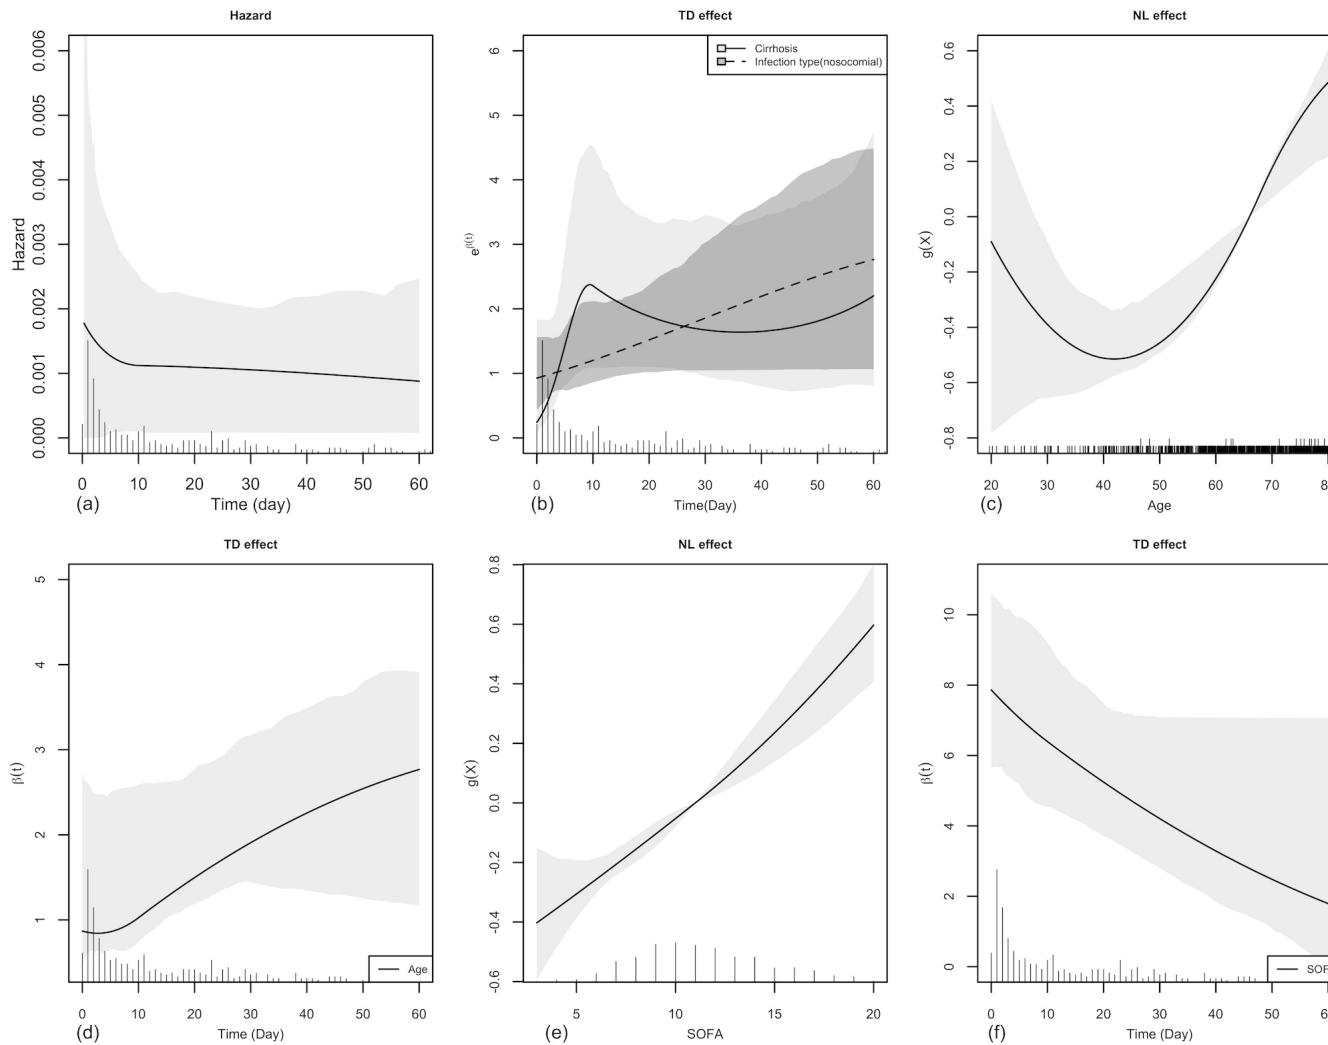 Hazard
0.006
0.005
0.004
0.003
0.002
0.001
0.000
Hazard
0 10 20 30 40 50 60
(a) Time (day)
TD effect
Cirrhosis
Infection type(nosocomial)
6
5
4
3
2
1
0
e^β(t)
0 10 20 30 40 50 60
(b) Time(Day)
NL effect
0.6
0.4
0.2
0.0
-0.2
-0.4
-0.6
-0.8
g(X)
20 30 40 50 60 70
(c) Age
TD effect
5
4
3
2
1
β(t)
Age
0 10 20 30 40 50 60
(d) Time (Day)
NL effect
0.8
0.6
0.4
0.2
0.0
-0.2
-0.4
-0.6
g(X)
5 10 15 20
(e) SOFA
TD effect
10
8
6
4
2
0
β(t)
0 10 20 30 40 50
(f) Time (Day)